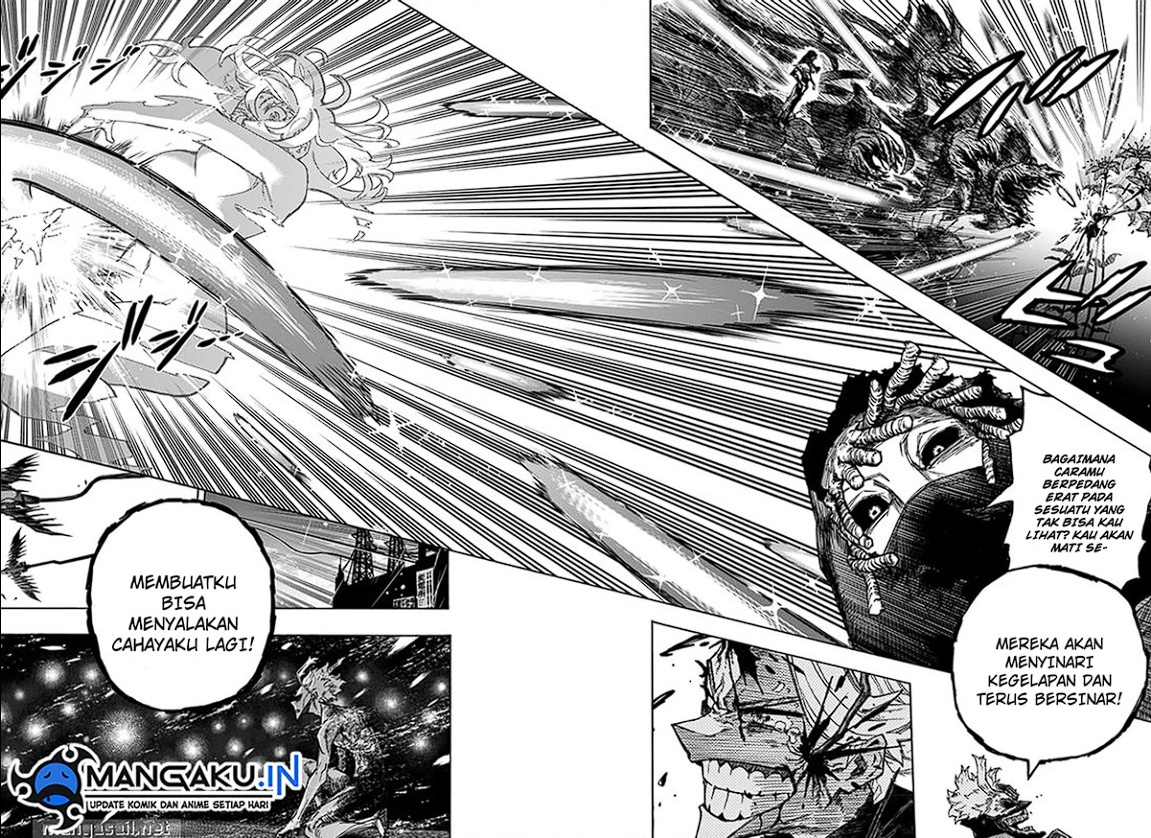 BAGAIMANA
CARAMU
BERPEDANG
ERAT PADA
SESUATU YANG
TAK BISA KAU
LIHAT? KAU AKAN
MATI SE-
MEREKA AKAN
MENYINARI
KEGELAPAN DAN
TERUS BERSINAR!
MEMBUATKU
BISA
MENYALAKAN
CAHAYAKU LAGI!
MANGAKU.IN
UPDATE KOMIK DAN ANIME SETIAP HARI